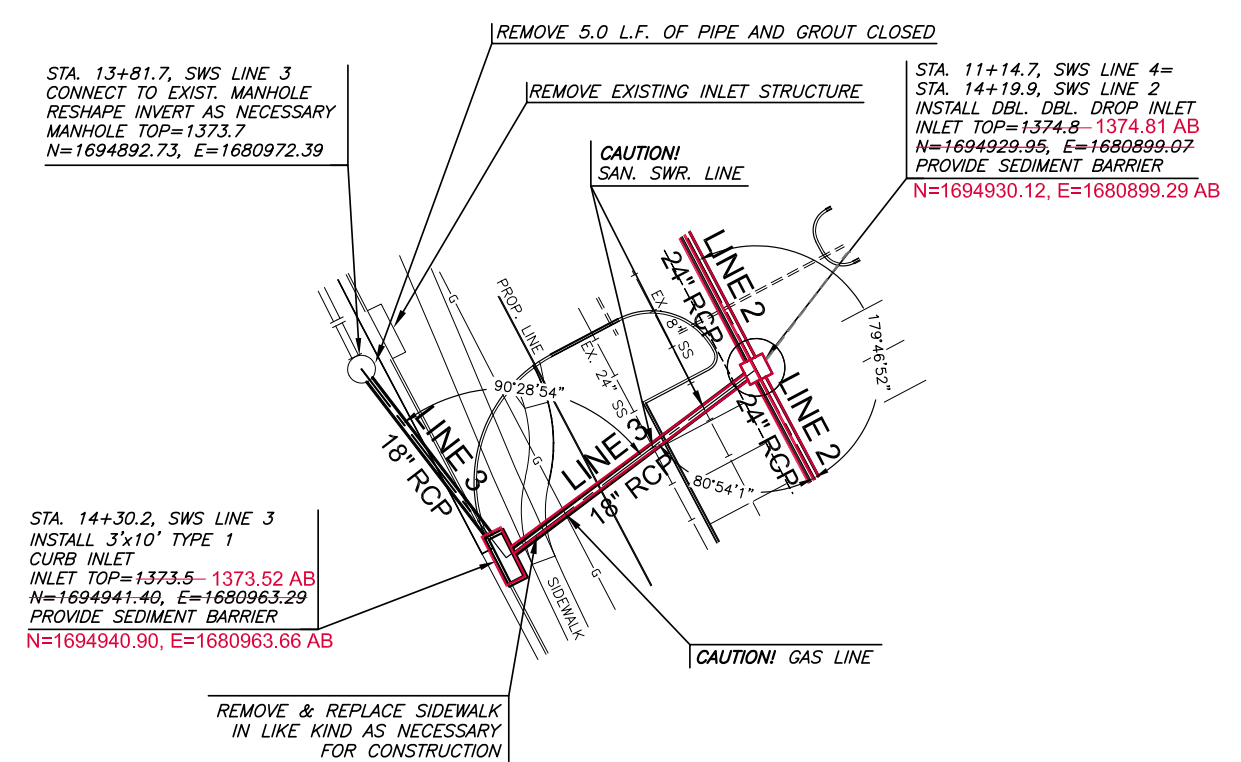 REMOVE 5.0 L.F. OF PIPE AND GROUT CLOSED
STA. 13+81.7, SWS LINE 3
CONNECT TO EXIST. MANHOLE
RESHAPE INVERT AS NECESSARY
MANHOLE TOP=1373.7
N=1694892.73, E=1680972.39
REMOVE EXISTING INLET STRUCTURE
STA. 11+14.7, SWS LINE 4=
STA. 14+19.9, SWS LINE 2
INSTALL DBL. DBL. DROP INLET
INLET TOP=1374.8 1374.81 AB
N=1694929.95, E=1680899.07
PROVIDE SEDIMENT BARRIER
N=1694930.12, E=1680899.29 AB
CAUTION!
SAN. SWR. LINE
LINE 2
24" RCP
G
PROP. LINE
EX. 8" SS
EX. 24" SS
179°46'52"
90°28'54"
LINE 3
18" RCP
LINE 3
18" RCP
LINE 2
24" RCP
80°54'1"
G
G
SIDEWALK
STA. 14+30.2, SWS LINE 3
INSTALL 3'x10' TYPE 1
CURB INLET
INLET TOP=1373.5 1373.52 AB
N=1694941.40, E=1680963.29
PROVIDE SEDIMENT BARRIER
N=1694940.90, E=1680963.66 AB
CAUTION! GAS LINE
REMOVE & REPLACE SIDEWALK
IN LIKE KIND AS NECESSARY
FOR CONSTRUCTION